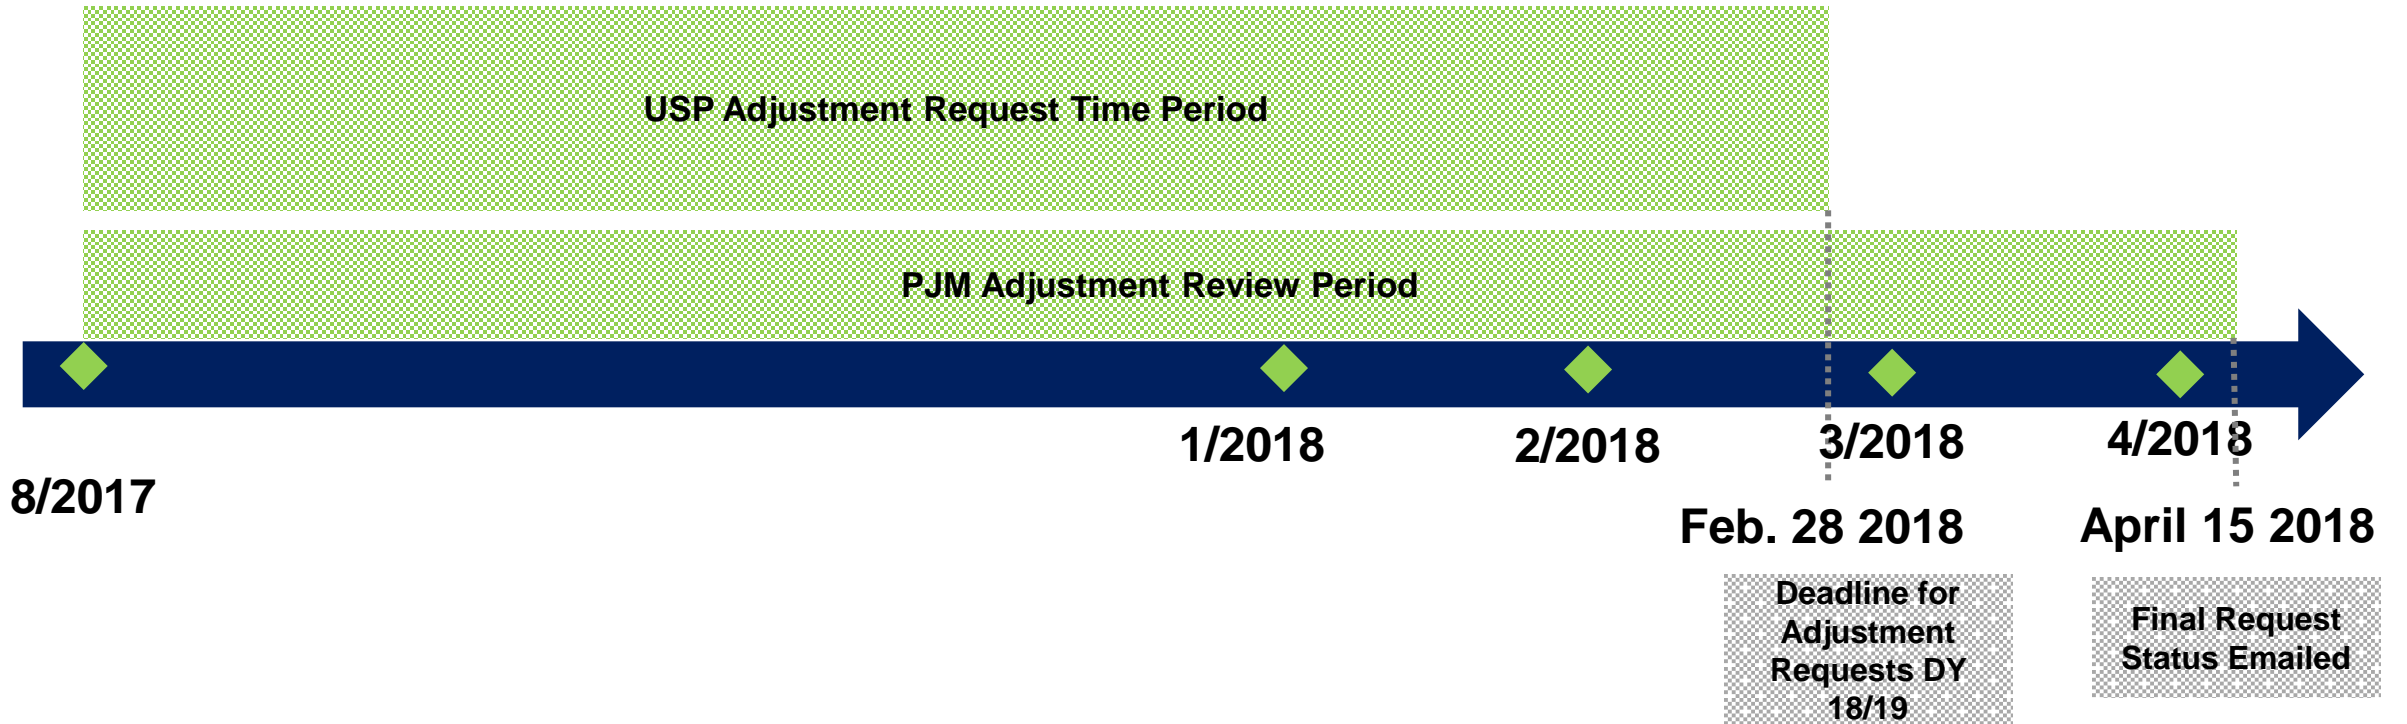 USP Adjustment Request Time Period
PJM Adjustment Review Period
1/2018
2/2018
3/2018
4/2018
8/2017
Feb. 28 2018
April 15 2018
Deadline for
Adjustment
Requests DY
18/19
Final Request
Status Emailed